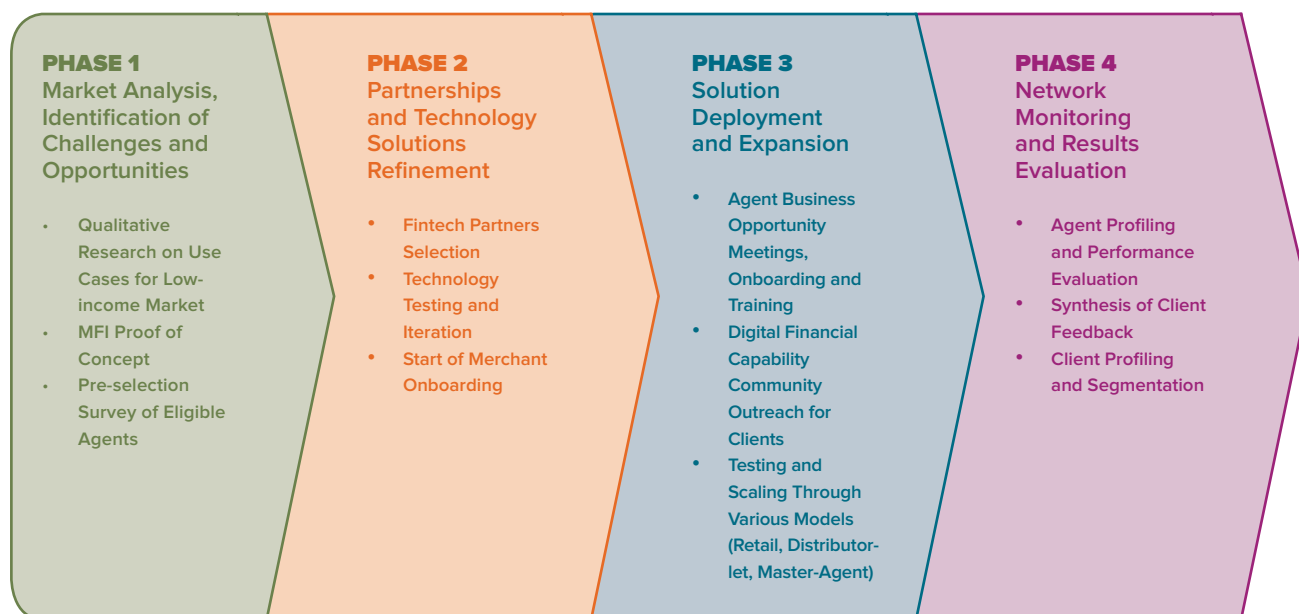 PHASE 1
Market Analysis,
Identification of
Challenges and
Opportunities
• Qualitative
Research on Use
Cases for Low-
income Market
• MFI Proof of
Concept
• Pre-selection
Survey of Eligible
Agents
PHASE 2
Partnerships
and Technology
Solutions
Refinement
• Fintech Partners
Selection
• Technology
Testing and
Iteration
• Start of Merchant
Onboarding
PHASE 3
Solution
Deployment
and Expansion
• Agent Business
Opportunity
Meetings,
Onboarding and
Training
• Digital Financial
Capability
Community
Outreach for
Clients
• Testing and
Scaling Through
Various Models
(Retail, Distributor-
let, Master-Agent)
PHASE 4
Network
Monitoring
and Results
Evaluation
• Agent Profiling
and Performance
Evaluation
• Synthesis of Client
Feedback
• Client Profiling
and Segmentation